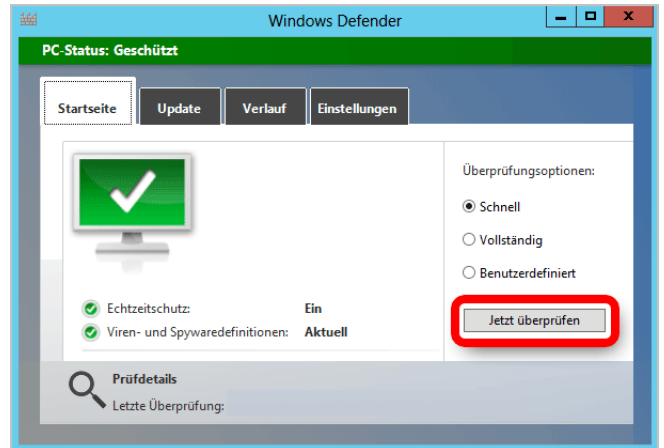 Windows Defender
PC-Status: Geschützt
Startseite Update Verlauf Einstellungen
Überprüfungsoptionen:
Schnell
Vollständig
Benutzerdefiniert
Jetzt überprüfen
Echtzeitschutz: Ein
Viren- und Spywaredefinitionen: Aktuell
Prüfdetails
Letzte Überprüfung: